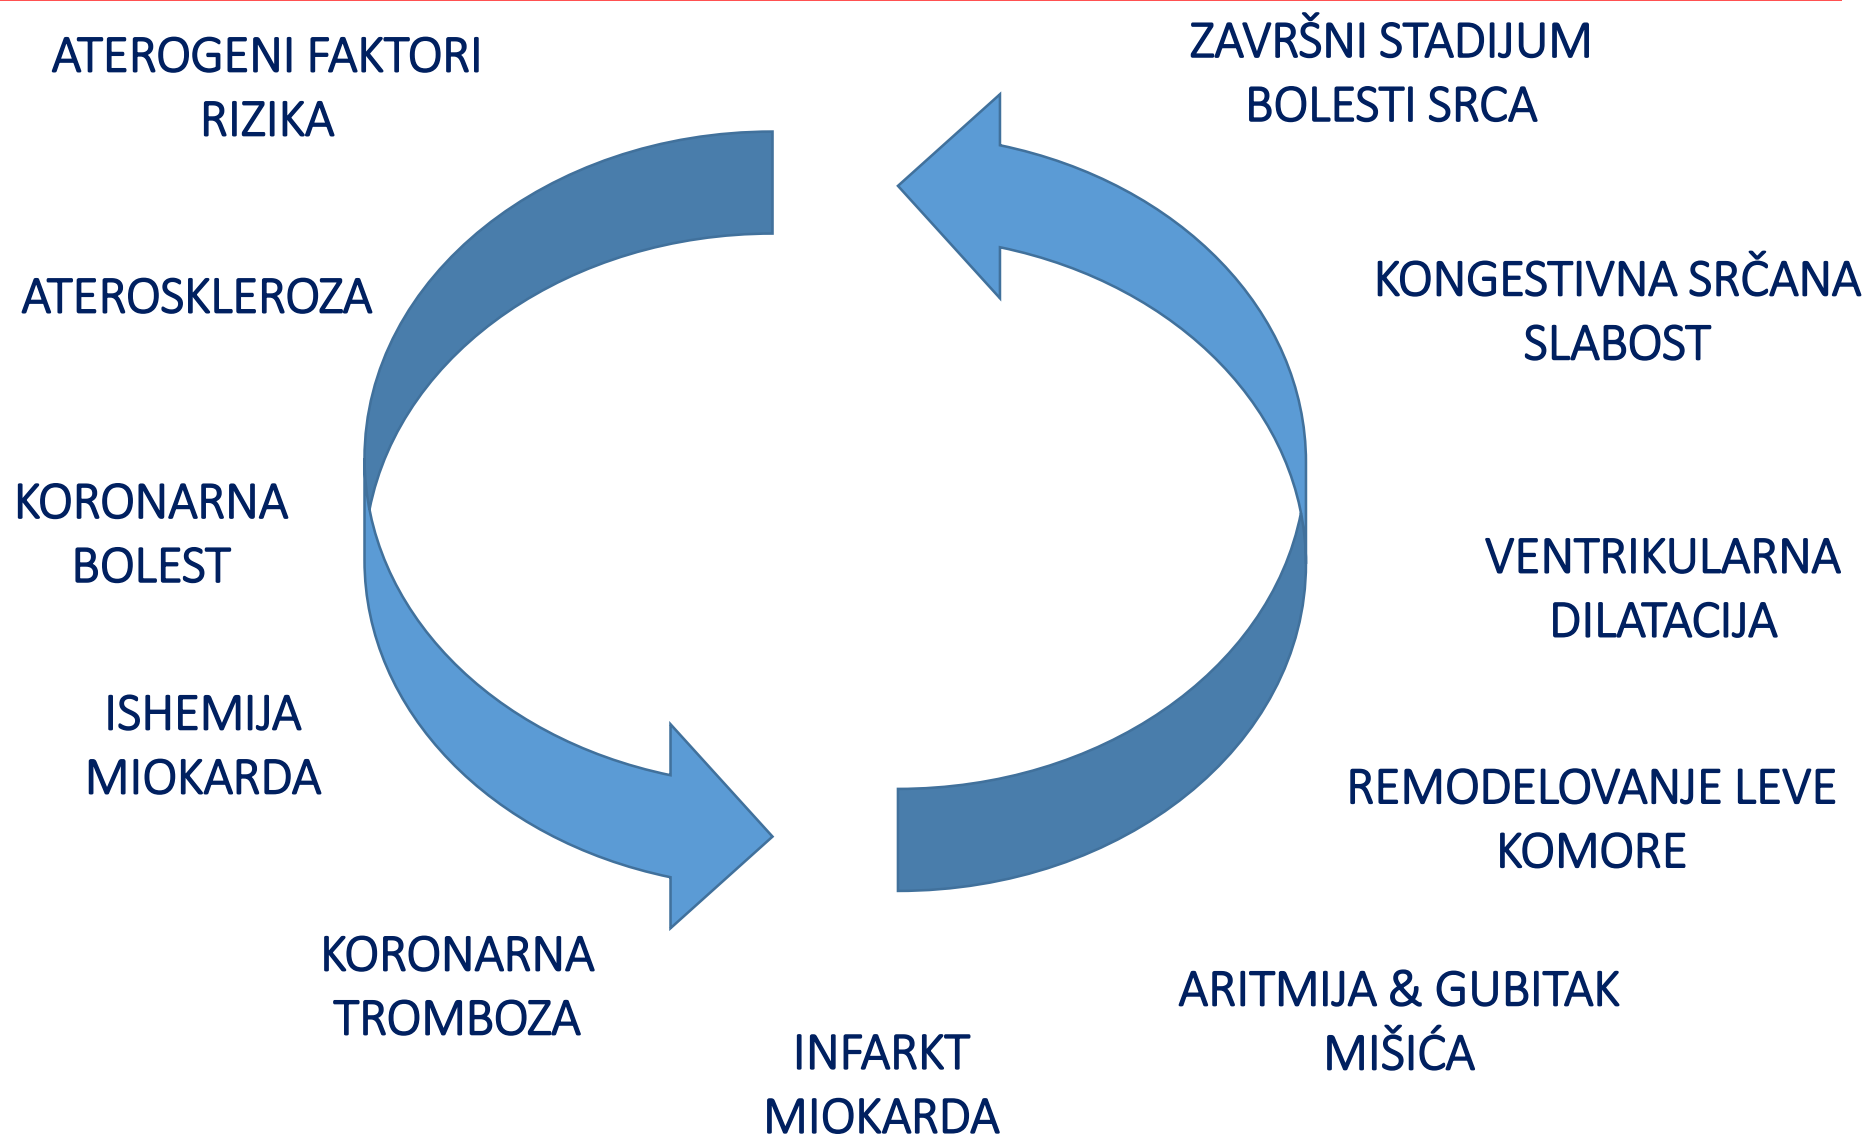 ATEROGENI FAKTORI
RIZIKA
ATEROSKLEROZA
KORONARNA
BOLEST
ISHEMIJA
MIOKARDA
KORONARNA
TROMBOZA
INFARKT
MIOKARDA
ARITMIJA & GUBITAK
MIŠIĆA
REMODELOVANJE LEVE
KOMORE
VENTRIKULARNA
DILATACIJA
KONGESTIVNA SRČANA
SLABOST
ZAVRŠNI STADIJUM
BOLESTI SRCA